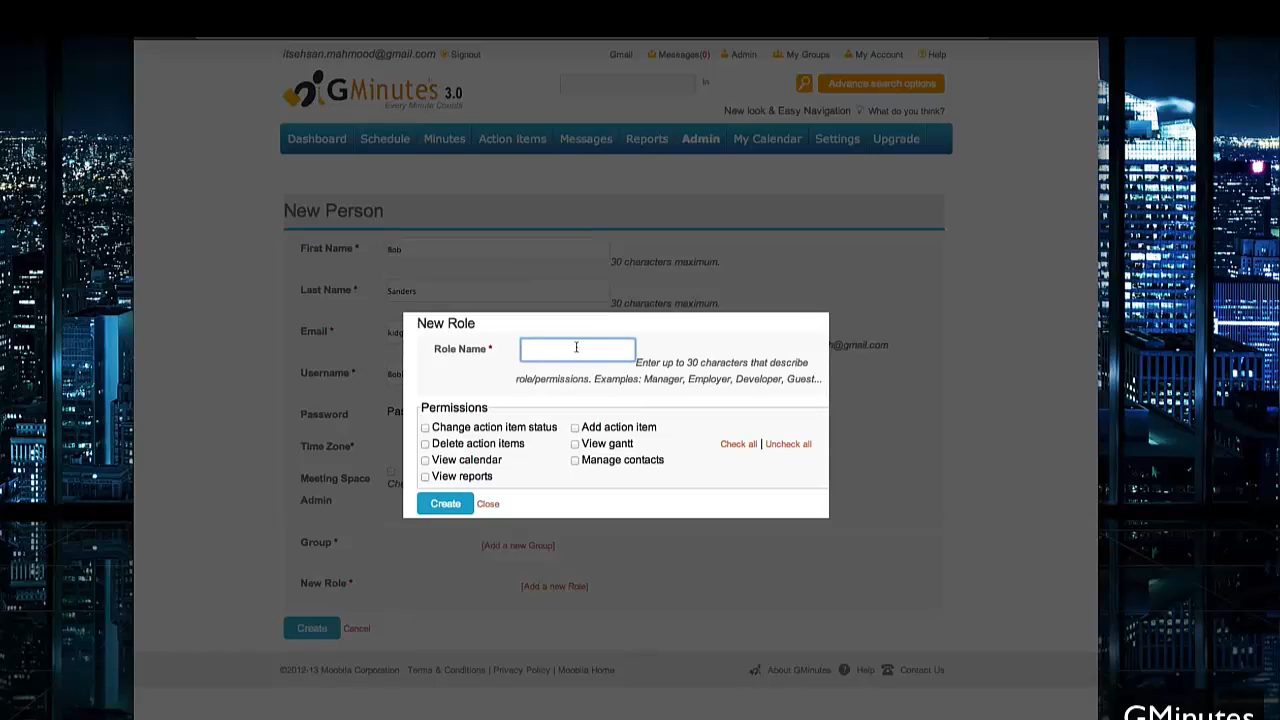 itsehsan.mahmood@gmail.com Signout Gmail Messages(0) Admin My Groups My Account Help
GMinutes 3.0
Every Minute Counts
In Advance search options
New look & Easy Navigation What do you think?
Dashboard Schedule Minutes Action Items Messages Reports Admin My Calendar Settings Upgrade
New Person
First Name * Bob
30 characters maximum.
Last Name * Sanders
30 characters maximum.
Email *
@gmail.com
Username *
Password
Time Zone*
Meeting Space
Admin
Group * [Add a new Group]
New Role * [Add a new Role]
Create Cancel
New Role
Role Name *
Enter up to 30 characters that describe
role/permissions. Examples: Manager, Employer, Developer, Guest...
Permissions
Change action item status Add action item
Delete action items View gantt Check all | Uncheck all
View calendar Manage contacts
View reports
Create Close
©2012-13 Moobila Corporation Terms & Conditions | Privacy Policy | Moobila Home About GMinutes Help Contact Us
GMinutes